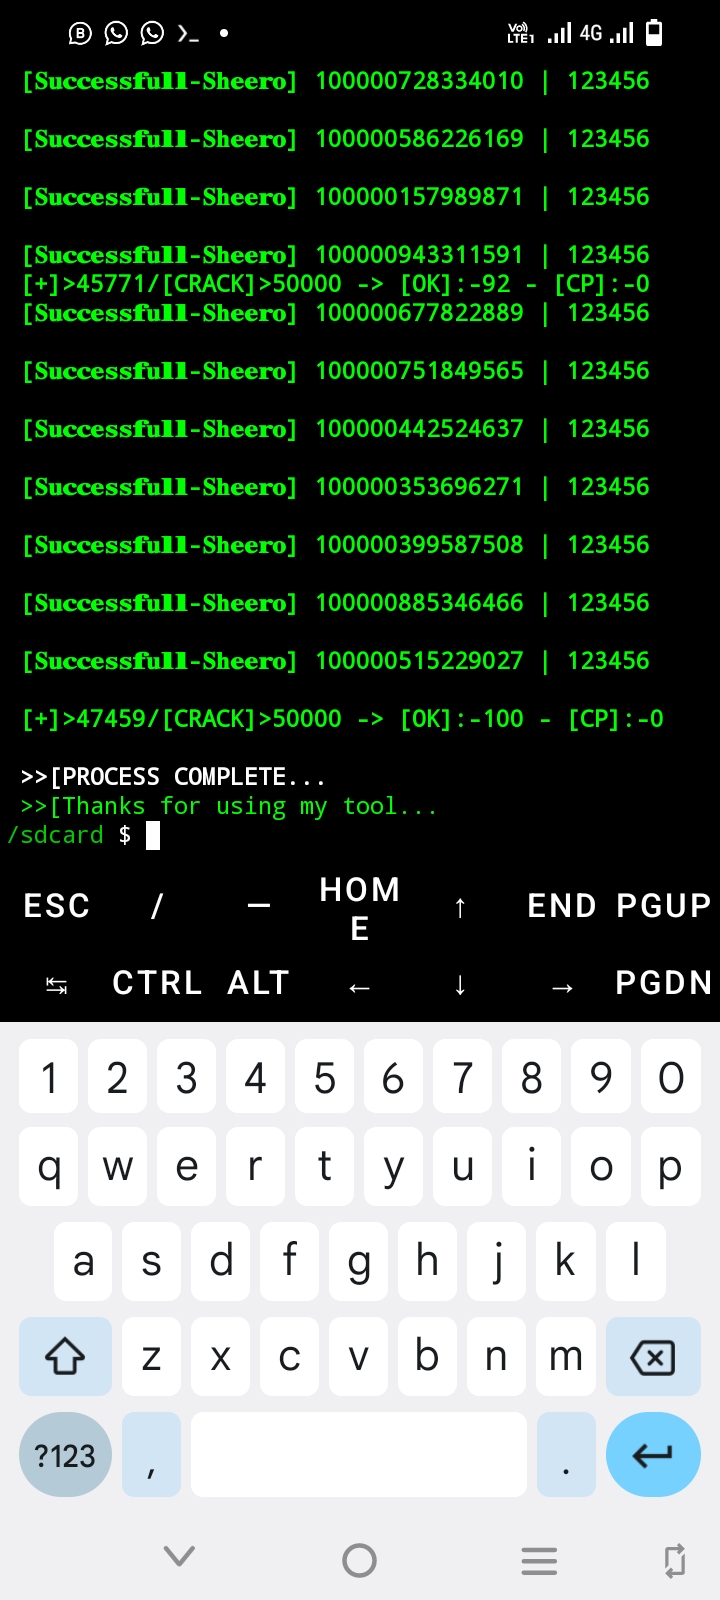 Vo) LTE1 4G
[Successfull-Sheero] 100000728334010 | 123456
[Successfull-Sheero] 100000586226169 | 123456
[Successfull-Sheero] 100000157989871 | 123456
[Successfull-Sheero] 100000943311591 | 123456
[+]>45771/[CRACK]>50000 -> [OK]:-92 - [CP]:-0
[Successfull-Sheero] 100000677822889 | 123456
[Successfull-Sheero] 100000751849565 | 123456
[Successfull-Sheero] 100000442524637 | 123456
[Successfull-Sheero] 100000353696271 | 123456
[Successfull-Sheero] 100000399587508 | 123456
[Successfull-Sheero] 100000885346466 | 123456
[Successfull-Sheero] 100000515229027 | 123456
[+]>47459/[CRACK]>50000 -> [OK]:-100 - [CP]:-0
>>[PROCESS COMPLETE...
>>[Thanks for using my tool...
/sdcard $
ESC / — HOME ↑ END PGUP
↹ CTRL ALT ← ↓ → PGDN
1 2 3 4 5 6 7 8 9 0
q w e r t y u i o p
a s d f g h j k l
z x c v b n m
?123 , .